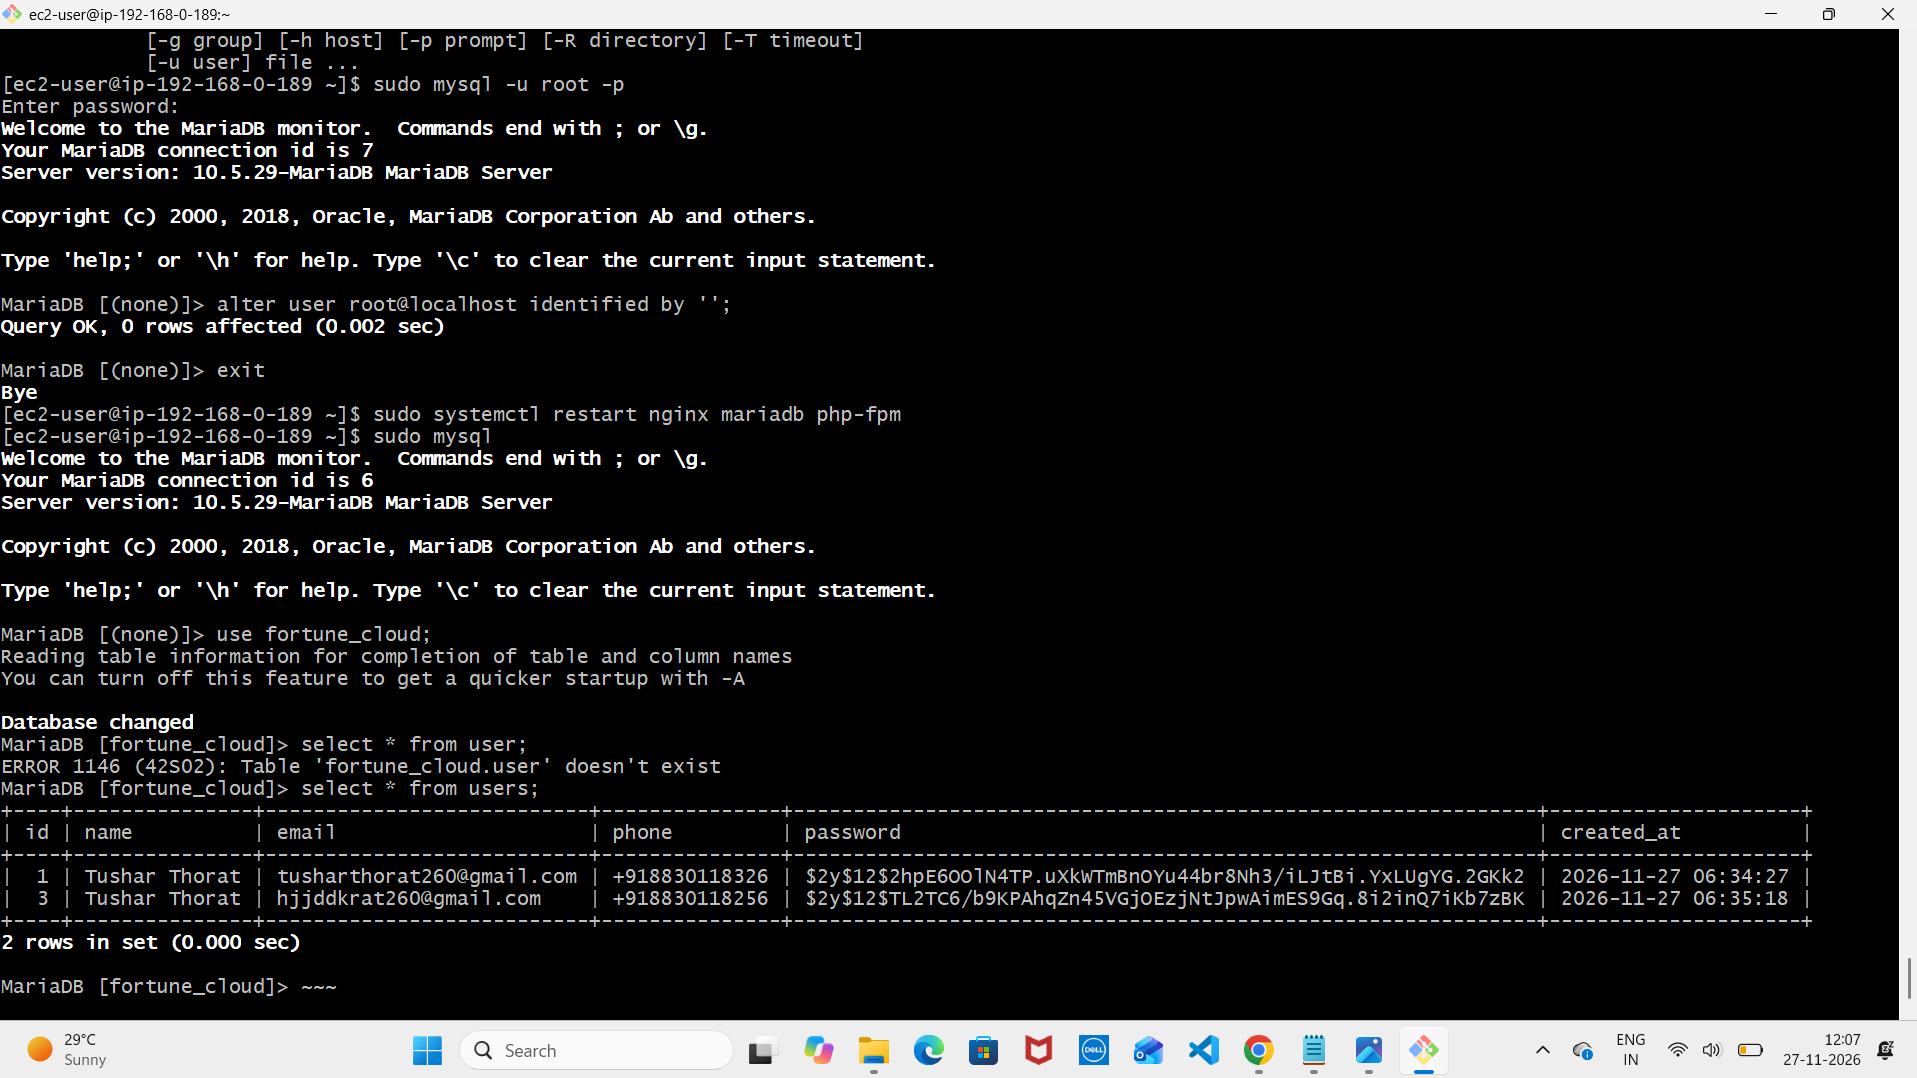 ec2-user@ip-192-168-0-189:~
[-g group] [-h host] [-p prompt] [-R directory] [-T timeout]
[-u user] file ...
[ec2-user@ip-192-168-0-189 ~]$ sudo mysql -u root -p
Enter password:
Welcome to the MariaDB monitor.  Commands end with ; or \g.
Your MariaDB connection id is 7
Server version: 10.5.29-MariaDB MariaDB Server

Copyright (c) 2000, 2018, Oracle, MariaDB Corporation Ab and others.

Type 'help;' or '\h' for help. Type '\c' to clear the current input statement.

MariaDB [(none)]> alter user root@localhost identified by '';
Query OK, 0 rows affected (0.002 sec)

MariaDB [(none)]> exit
Bye
[ec2-user@ip-192-168-0-189 ~]$ sudo systemctl restart nginx mariadb php-fpm
[ec2-user@ip-192-168-0-189 ~]$ sudo mysql
Welcome to the MariaDB monitor.  Commands end with ; or \g.
Your MariaDB connection id is 6
Server version: 10.5.29-MariaDB MariaDB Server

Copyright (c) 2000, 2018, Oracle, MariaDB Corporation Ab and others.

Type 'help;' or '\h' for help. Type '\c' to clear the current input statement.

MariaDB [(none)]> use fortune_cloud;
Reading table information for completion of table and column names
You can turn off this feature to get a quicker startup with -A

Database changed
MariaDB [fortune_cloud]> select * from user;
ERROR 1146 (42S02): Table 'fortune_cloud.user' doesn't exist
MariaDB [fortune_cloud]> select * from users;
+----+---------------+---------------------------+---------------+--------------------------------------------------------------+---------------------+
| id | name          | email                     | phone         | password                                                     | created_at          |
+----+---------------+---------------------------+---------------+--------------------------------------------------------------+---------------------+
|  1 | Tushar Thorat | tusharthorat260@gmail.com | +918830118326 | $2y$12$2hpE6OOlN4TP.uXkWTmBnOYu44br8Nh3/iLJtBi.YxLUgYG.2GKk2 | 2026-11-27 06:34:27 |
|  3 | Tushar Thorat | hjjddkrat260@gmail.com    | +918830118256 | $2y$12$TL2TC6/b9KPAhqZn45VGjOEzjNtJpwAimES9Gq.8i2inQ7iKb7zBK | 2026-11-27 06:35:18 |
+----+---------------+---------------------------+---------------+--------------------------------------------------------------+---------------------+
2 rows in set (0.000 sec)

MariaDB [fortune_cloud]> ~~~
29°C
Sunny
Search
DELL
ENG
IN
12:07
27-11-2026